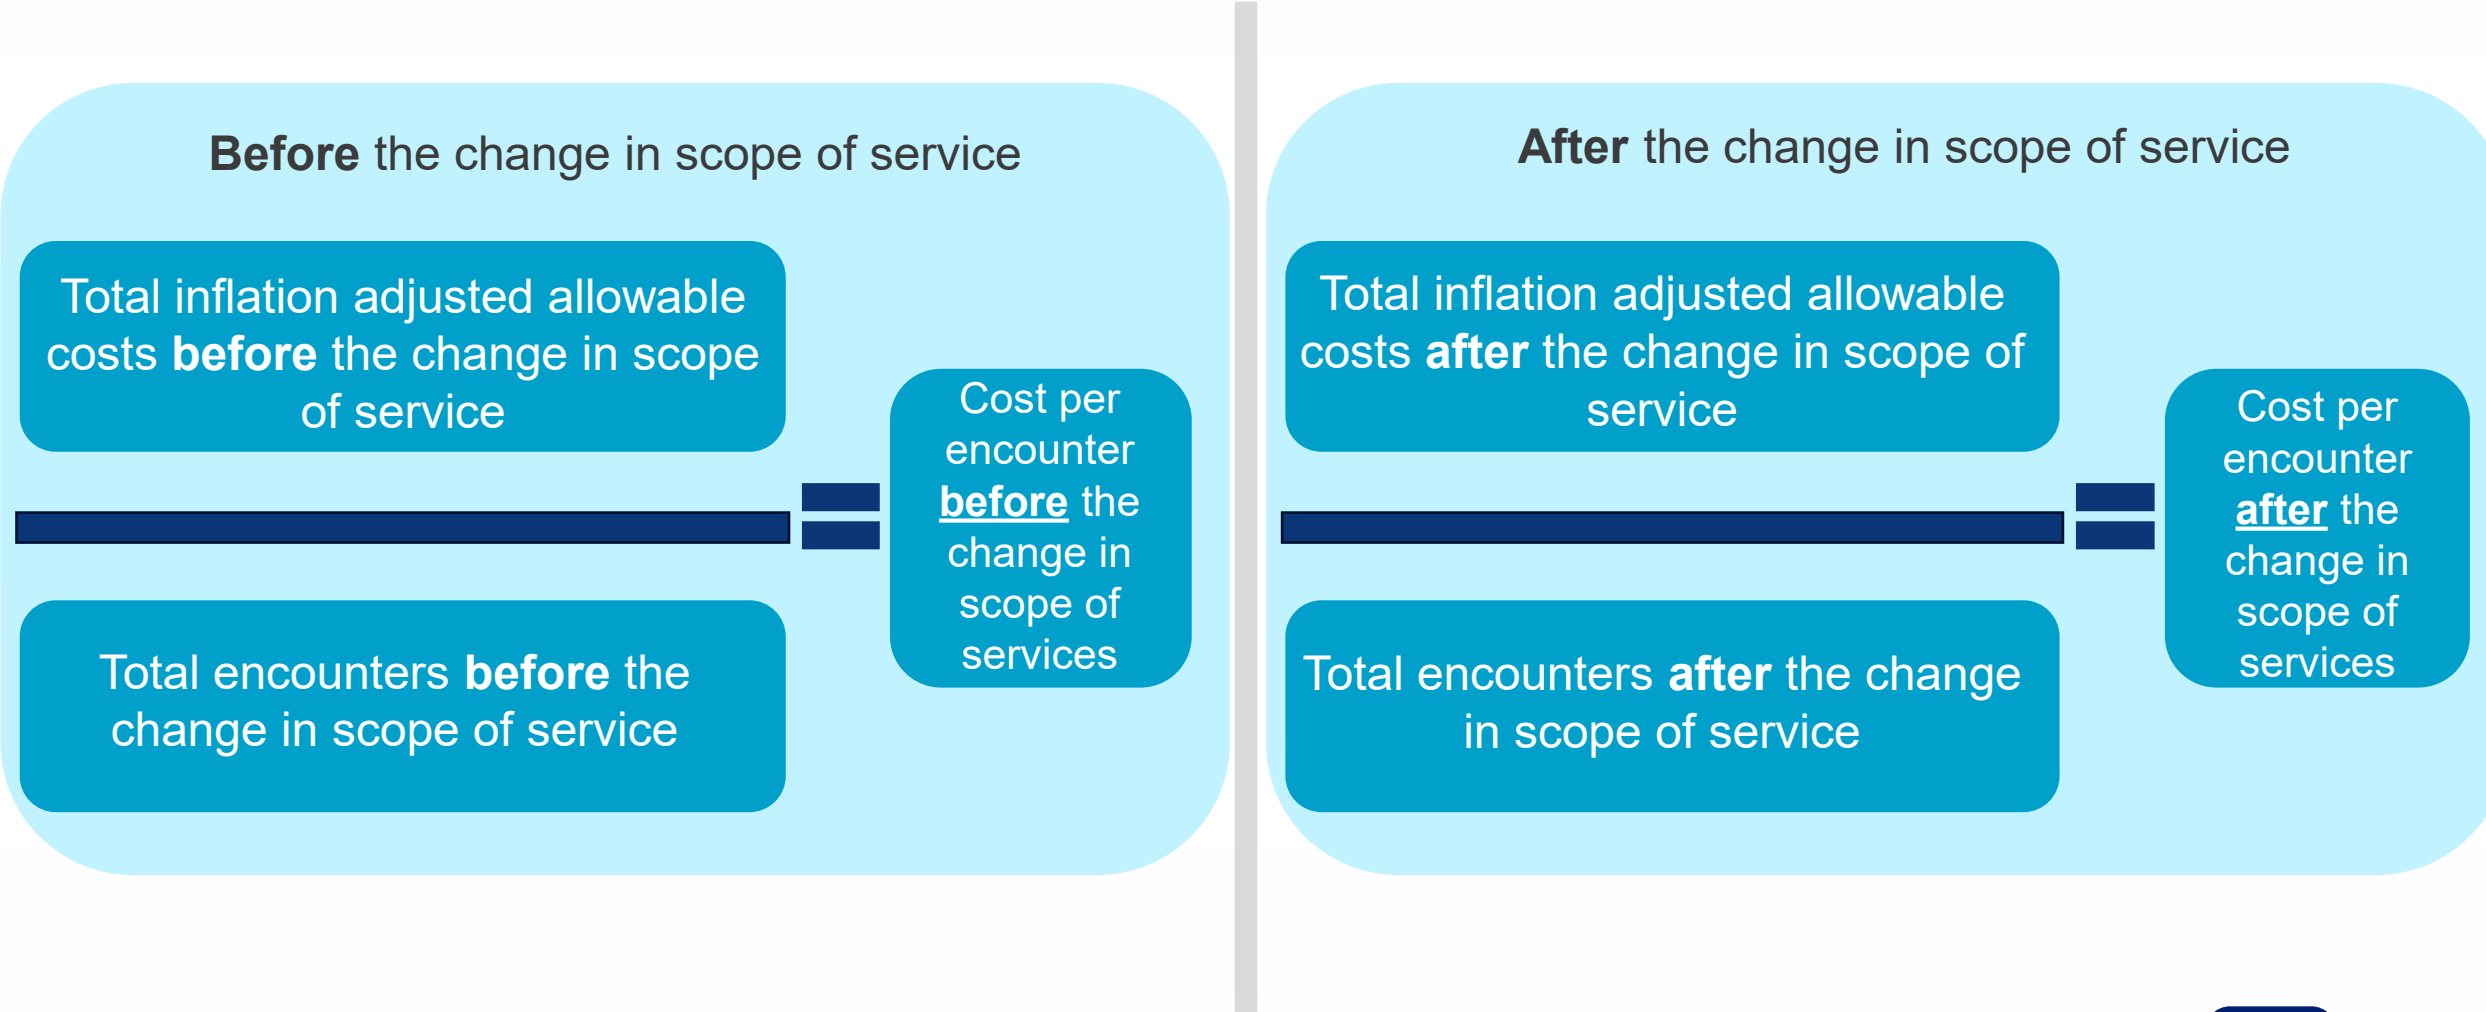 Before the change in scope of service
Total inflation adjusted allowable
costs before the change in scope
of service
Total encounters before the
change in scope of service
Cost per
encounter
before the
change in
scope of
services
After the change in scope of service
Total inflation adjusted allowable
costs after the change in scope of
service
Total encounters after the change
in scope of service
Cost per
encounter
after the
change in
scope of
services